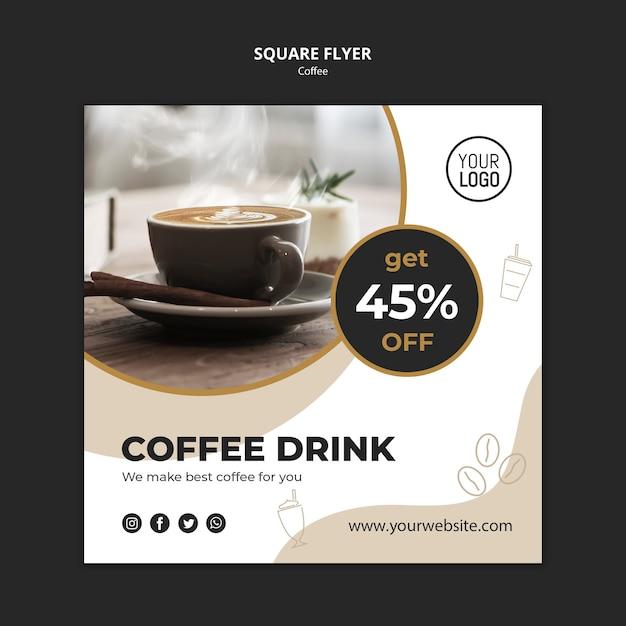 SQUARE FLYER
Coffee
YOUR
LOGO
get
45%
OFF
COFFEE DRINK
We make best coffee for you
www.yourwebsite.com